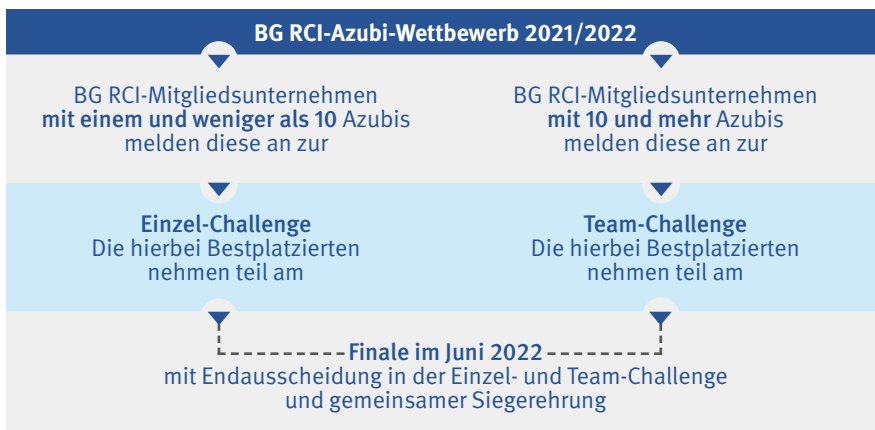 BG RCI-Azubi-Wettbewerb 2021/2022
BG RCI-Mitgliedsunternehmen
mit einem und weniger als 10 Azubis
melden diese an zur
BG RCI-Mitgliedsunternehmen
mit 10 und mehr Azubis
melden diese an zur
Einzel-Challenge
Die hierbei Bestplatzierten
nehmen teil am
Team-Challenge
Die hierbei Bestplatzierten
nehmen teil am
Finale im Juni 2022
mit Endausscheidung in der Einzel- und Team-Challenge
und gemeinsamer Siegerehrung